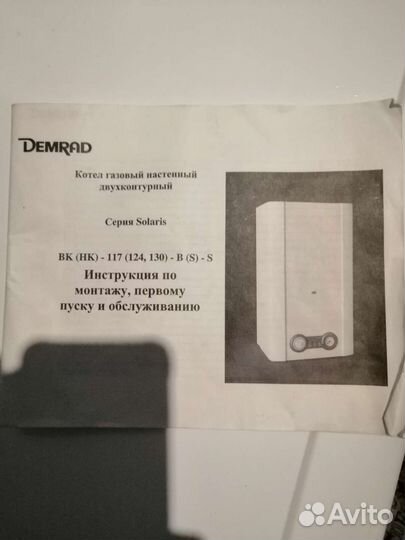 DEMRAD
Котел газовый настенный
двухконтурный
Серия Solaris
BK (HK) - 117 (124, 130) - B (S) - S
Инструкция по
монтажу, первому
пуску и обслуживанию
Avito